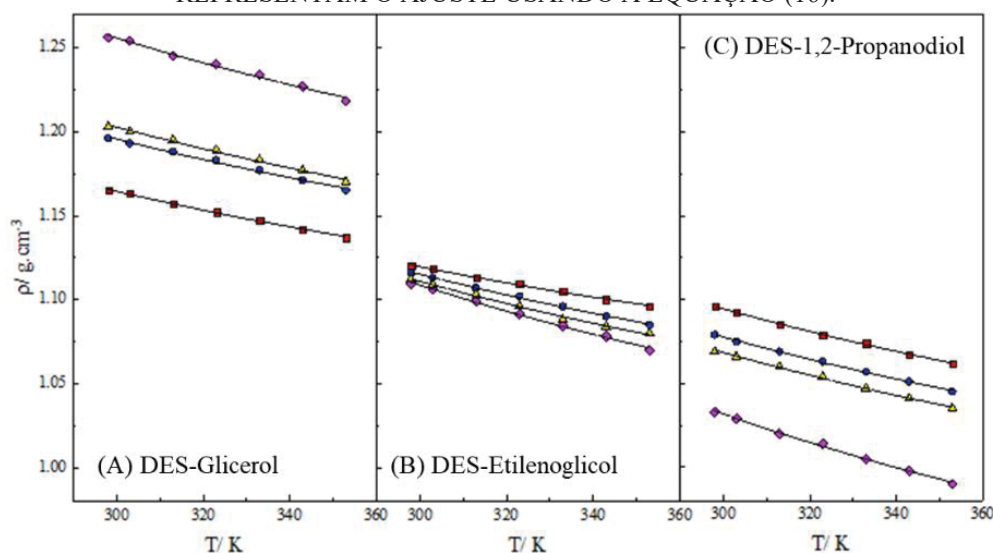 REPRESENTAM O AJUSTE USANDO A EQUAÇÃO (10).
(A) DES-Glicerol
(B) DES-Etilenoglicol
(C) DES-1,2-Propanodiol
ρ/ g.cm-3
1.25
1.20
1.15
1.10
1.05
1.00
300 320 340 360
300 320 340 360
300 320 340 360
T/ K
T/ K
T/ K